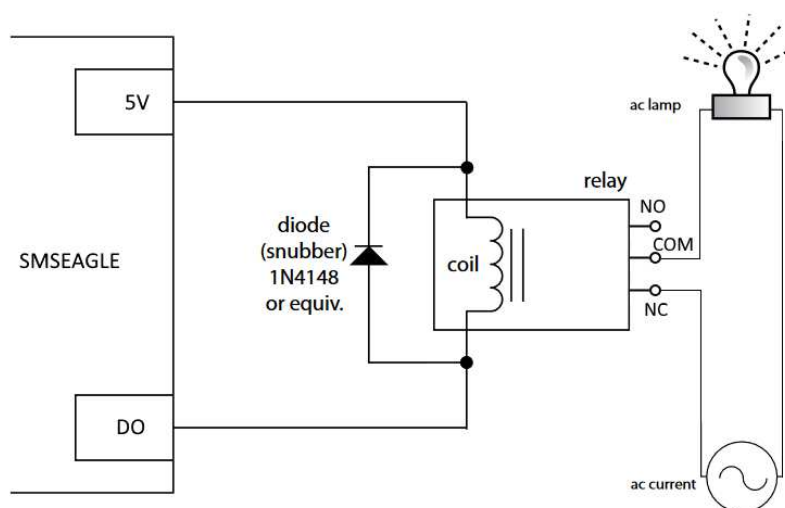 5V
SMSEAGLE
DO
diode
(snubber)
1N4148
or equiv.
relay
coil
NO
COM
NC
ac lamp
ac current